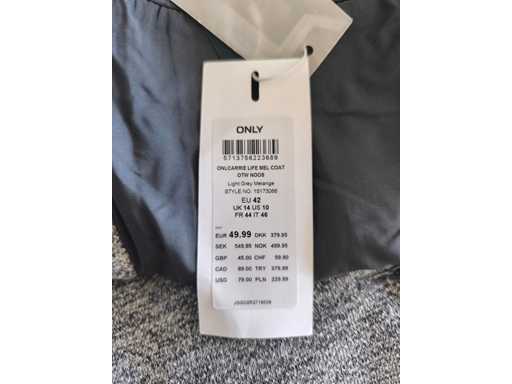 ONLY
5713756223689
ONLCARRIE LIFE MEL COAT
OTW NOOS
Light Grey Melange
STYLE NO. 15173066
EU 42
UK 14 US 10
FR 44 IT 46
EUR 49.99 DKK 379.95
SEK 549.95 NOK 499.95
GBP 45.00 CHF 59.90
CAD 89.00 TRY 379.99
USD 79.00 PLN 229.99